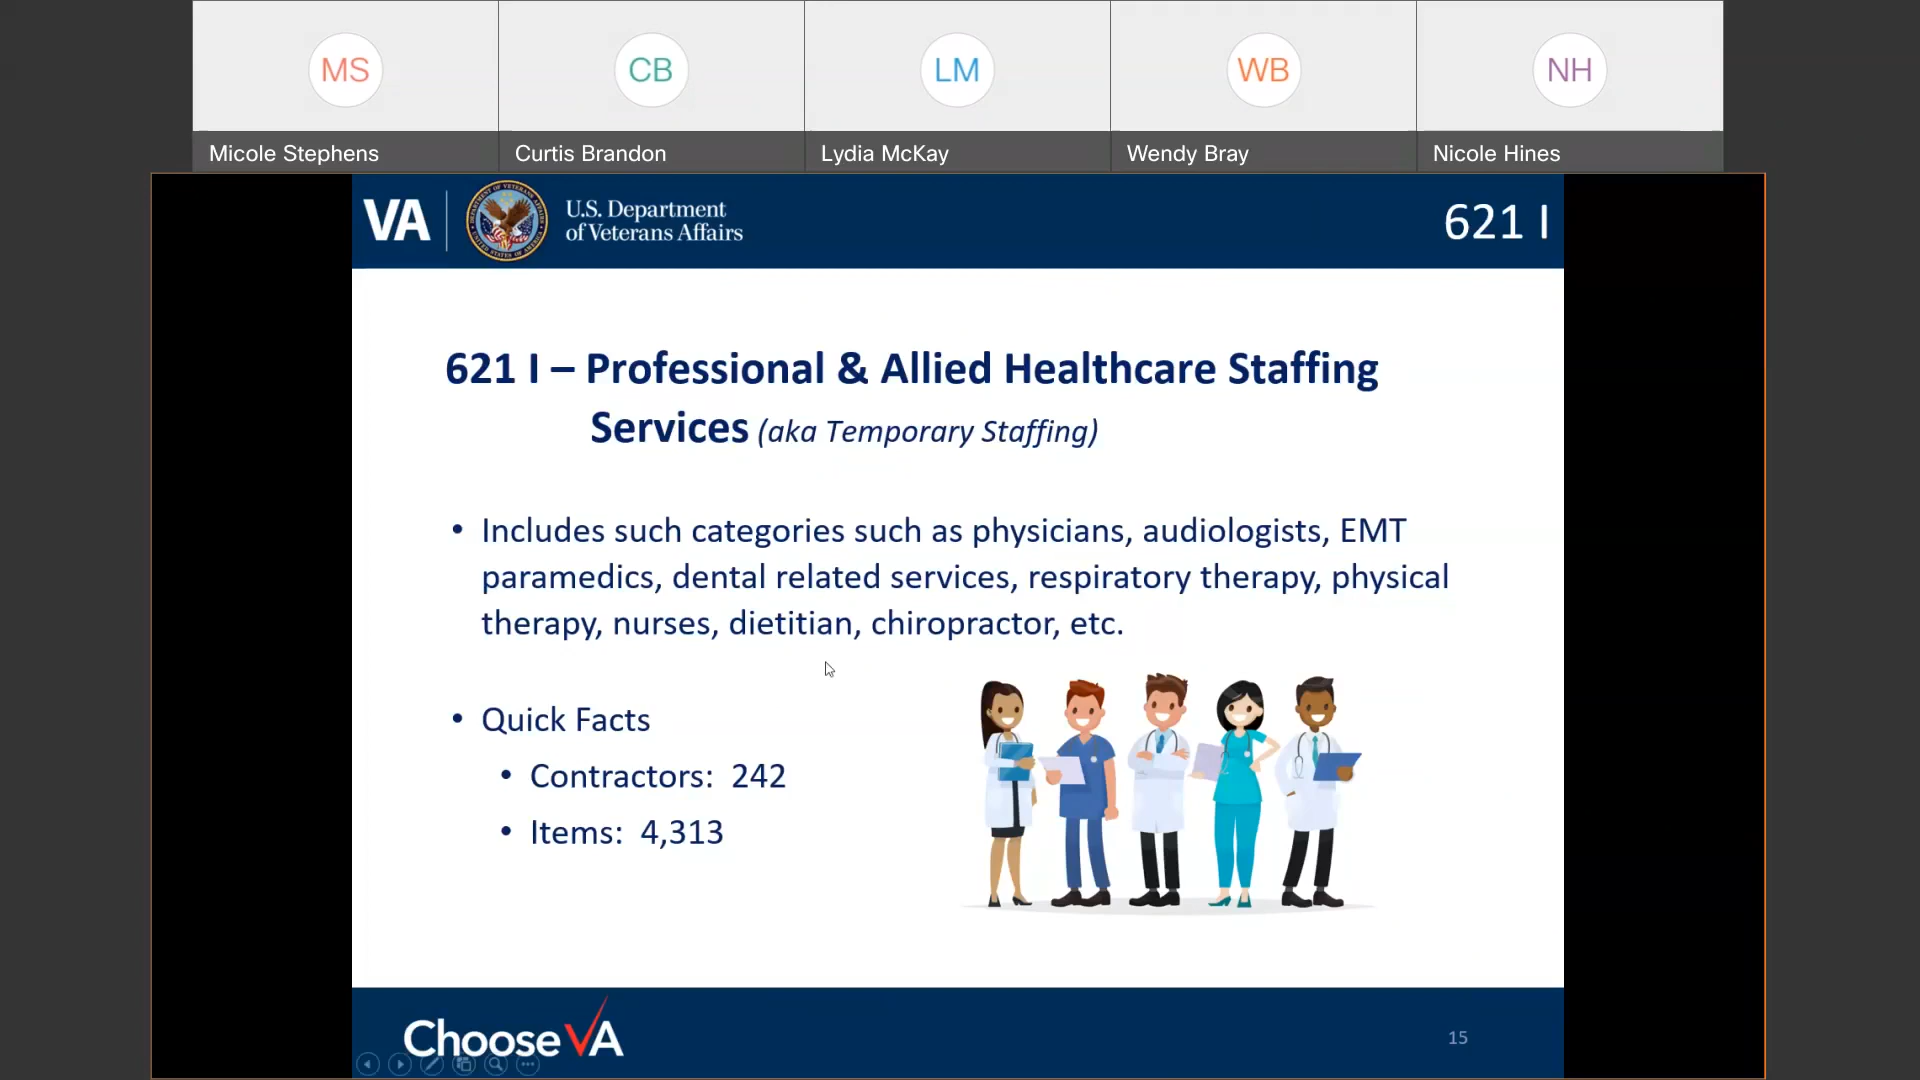 MS
CB
LM
WB
NH
Micole Stephens
Curtis Brandon
Lydia McKay
Wendy Bray
Nicole Hines
VA
U.S. Department
of Veterans Affairs
621 I
621 I – Professional & Allied Healthcare Staffing
Services (aka Temporary Staffing)
• Includes such categories such as physicians, audiologists, EMT
paramedics, dental related services, respiratory therapy, physical
therapy, nurses, dietitian, chiropractor, etc.
• Quick Facts
• Contractors: 242
• Items: 4,313
Choose VA
15